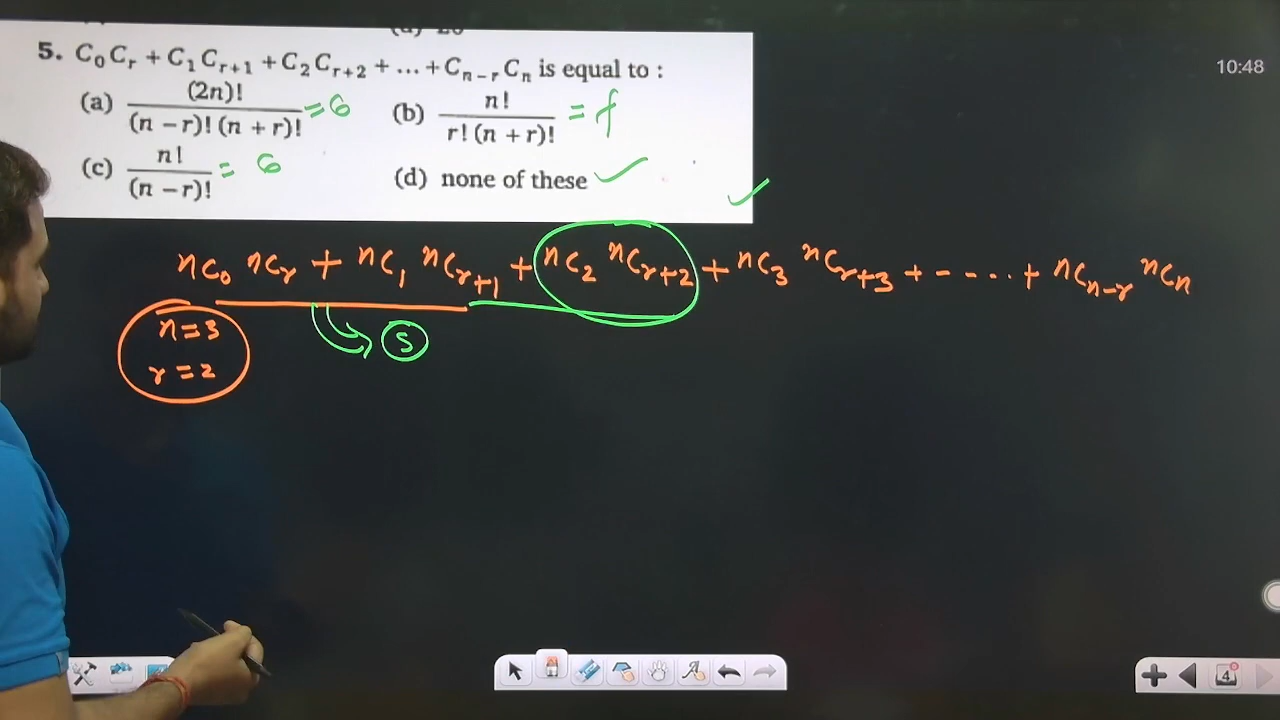 10:48
5. C₀Cᵣ + C₁Cᵣ₊₁ + C₂Cᵣ₊₂ + ... + Cₙ₋ᵣCₙ is equal to :
(a) (2n)! / (n – r)! (n + r)! = 6 (b) n! / r! (n + r)! = f
(c) n! / (n – r)! = 6 (d) none of these ✓
nC₀ nCᵣ + nC₁ nCᵣ₊₁ + nC₂ nCᵣ₊₂ + nC₃ nCᵣ₊₃ + - - . . . + nCₙ₋ᵣ nCₙ
n=3
r=2
5
4